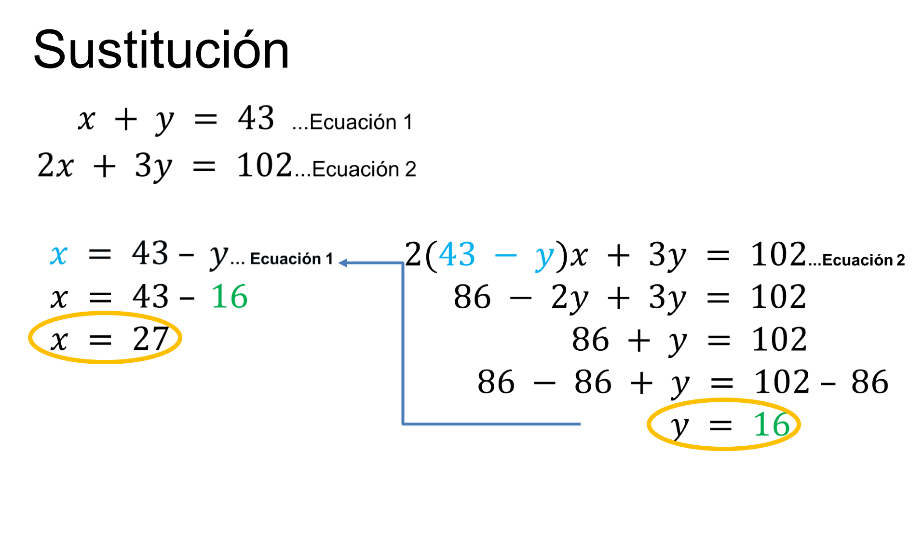 Sustitución
x + y = 43 ...Ecuación 1
2x + 3y = 102...Ecuación 2
x = 43 – y... Ecuación 1
x = 43 – 16
x = 27
2(43 − y)x + 3y = 102...Ecuación 2
86 − 2y + 3y = 102
86 + y = 102
86 − 86 + y = 102 – 86
y = 16